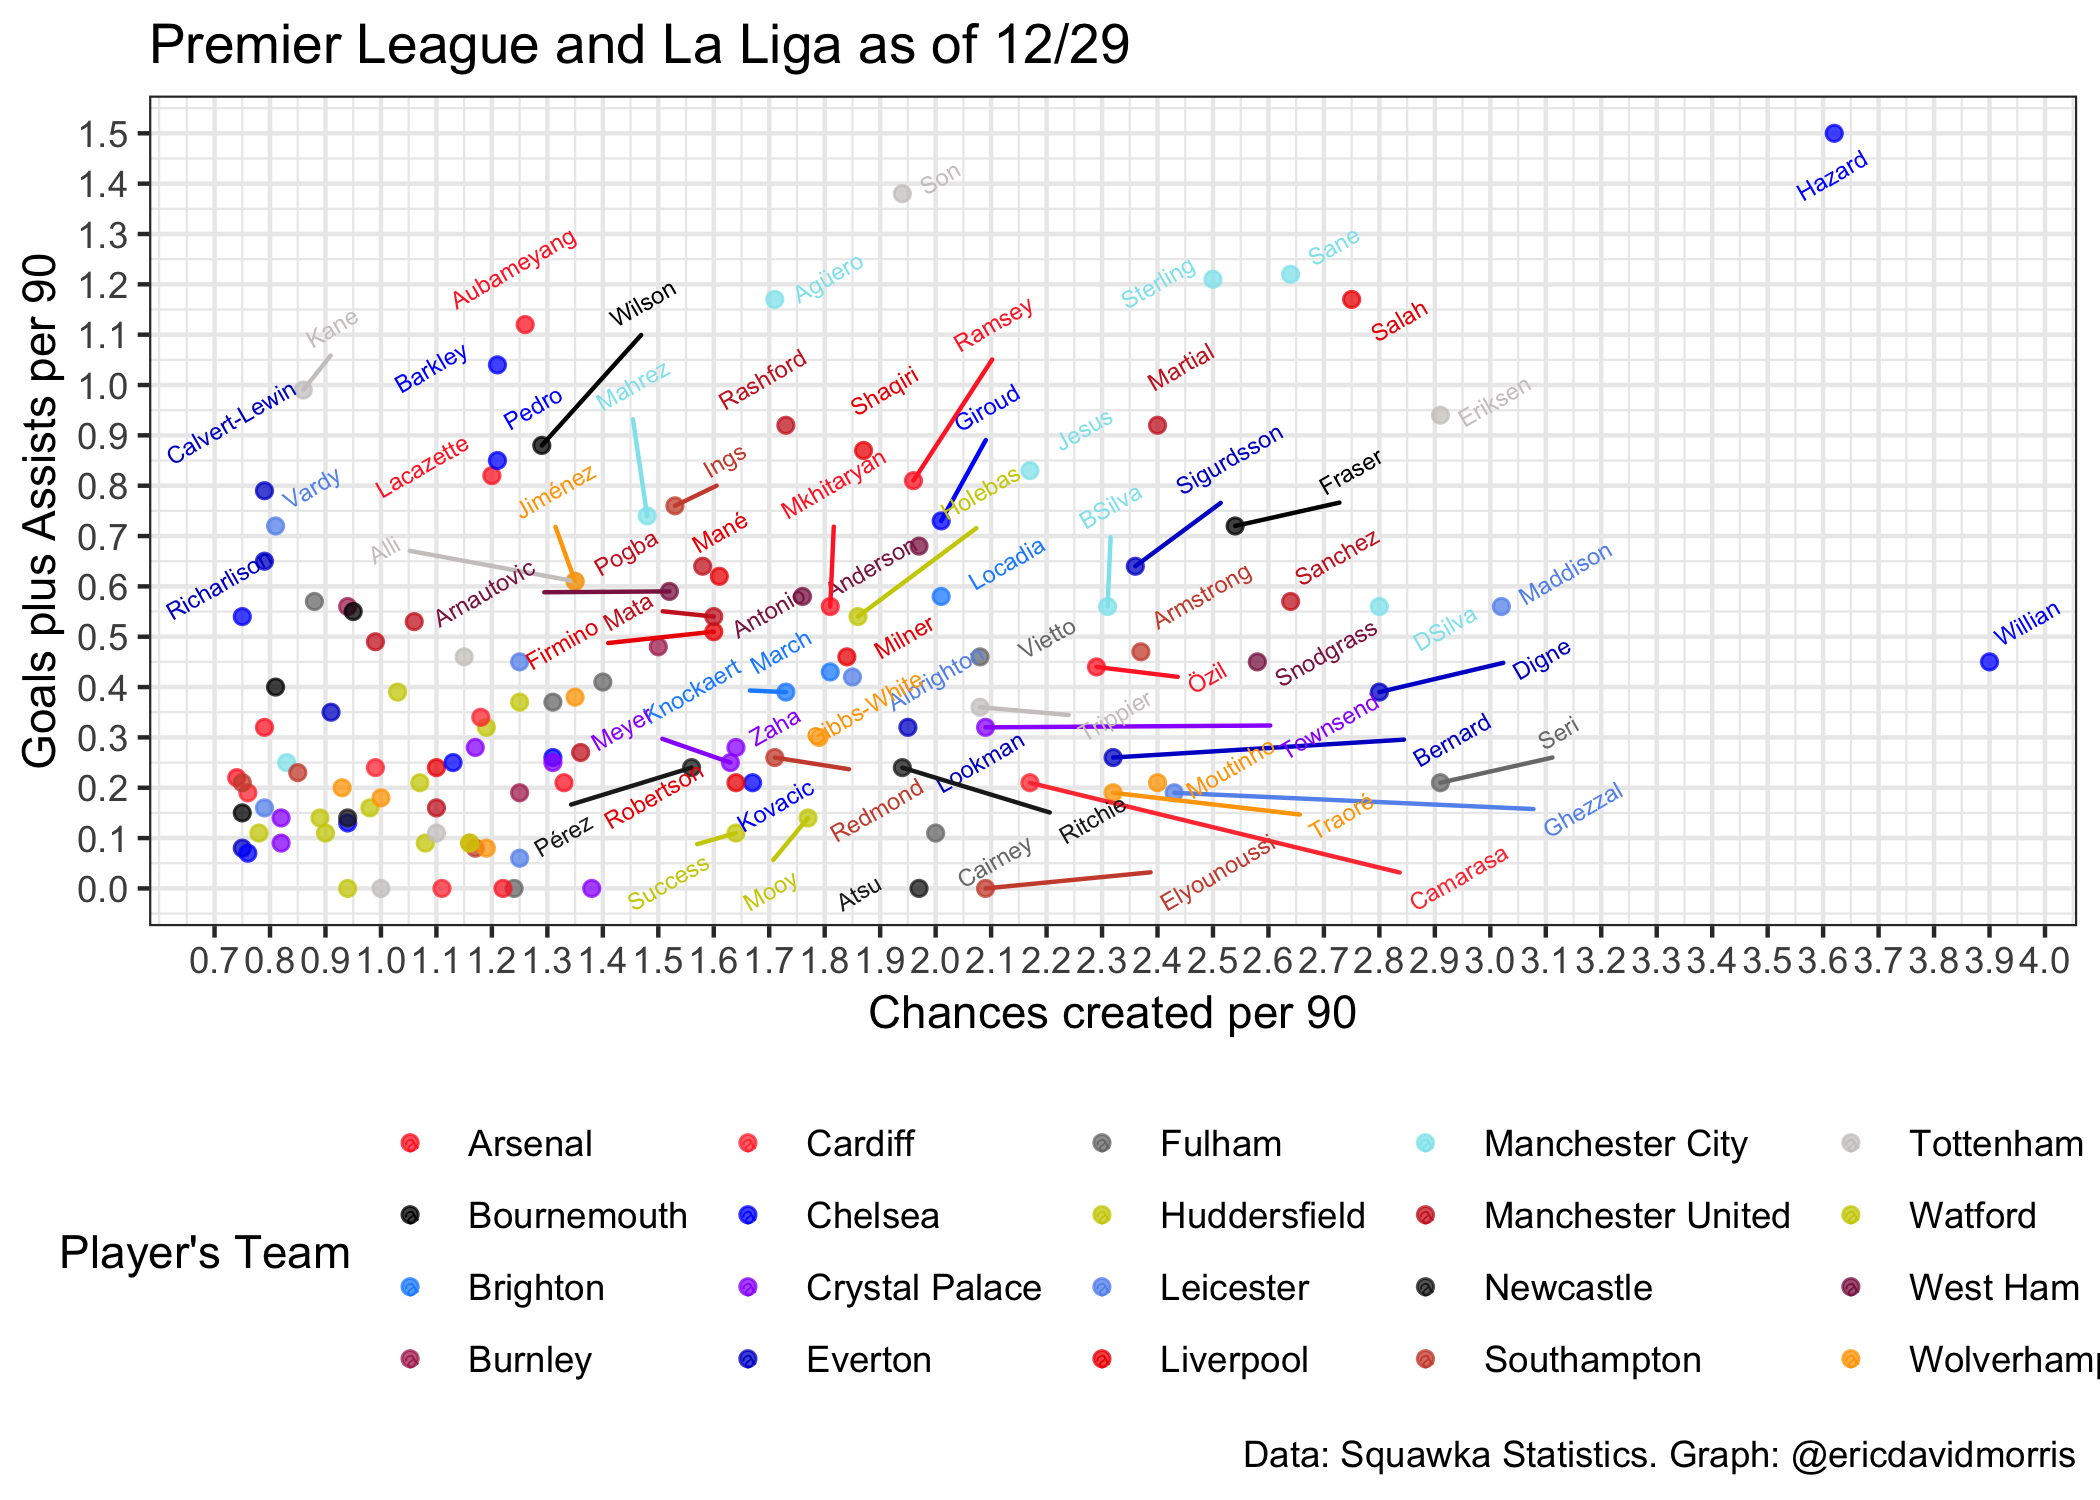 Premier League and La Liga as of 12/29
Goals plus Assists per 90
1.5
1.4
1.3
1.2
1.1
1.0
0.9
0.8
0.7
0.6
0.5
0.4
0.3
0.2
0.1
0.0
Hazard
Son
Sane
Sterling
Aubameyang
Agüero
Wilson
Salah
Kane
Ramsey
Barkley
Martial
Mahrez
Rashford
Shaqiri
Giroud
Eriksen
Calvert-Lewin
Pedro
Jesus
Lacazette
Sigurdsson
Ings
Fraser
Vardy
Jiménez
Mkhitaryan
Holebas
BSilva
Alli
Pogba
Mané
Anderson
Locadia
Sanchez
Maddison
Richarlison
Arnautovic
Armstrong
Mata
Antonio
Firmino
Milner
Vietto
DSilva
Willian
March
Snodgrass
Digne
Knockaert
Albrighton
Özil
Gibbs-White
Trippier
Meyer
Zaha
Townsend
Bernard
Seri
Lookman
Moutinho
Robertson
Kovacic
Redmond
Ritchie
Traoré
Ghezzal
Pérez
Success
Mooy
Atsu
Cairney
Elyounoussi
Camarasa
0.7 0.8 0.9 1.0 1.1 1.2 1.3 1.4 1.5 1.6 1.7 1.8 1.9 2.0 2.1 2.2 2.3 2.4 2.5 2.6 2.7 2.8 2.9 3.0 3.1 3.2 3.3 3.4 3.5 3.6 3.7 3.8 3.9 4.0
Chances created per 90
Player's Team
Arsenal
Bournemouth
Brighton
Burnley
Cardiff
Chelsea
Crystal Palace
Everton
Fulham
Huddersfield
Leicester
Liverpool
Manchester City
Manchester United
Newcastle
Southampton
Tottenham
Watford
West Ham
Wolverhamp
Data: Squawka Statistics. Graph: @ericdavidmorris